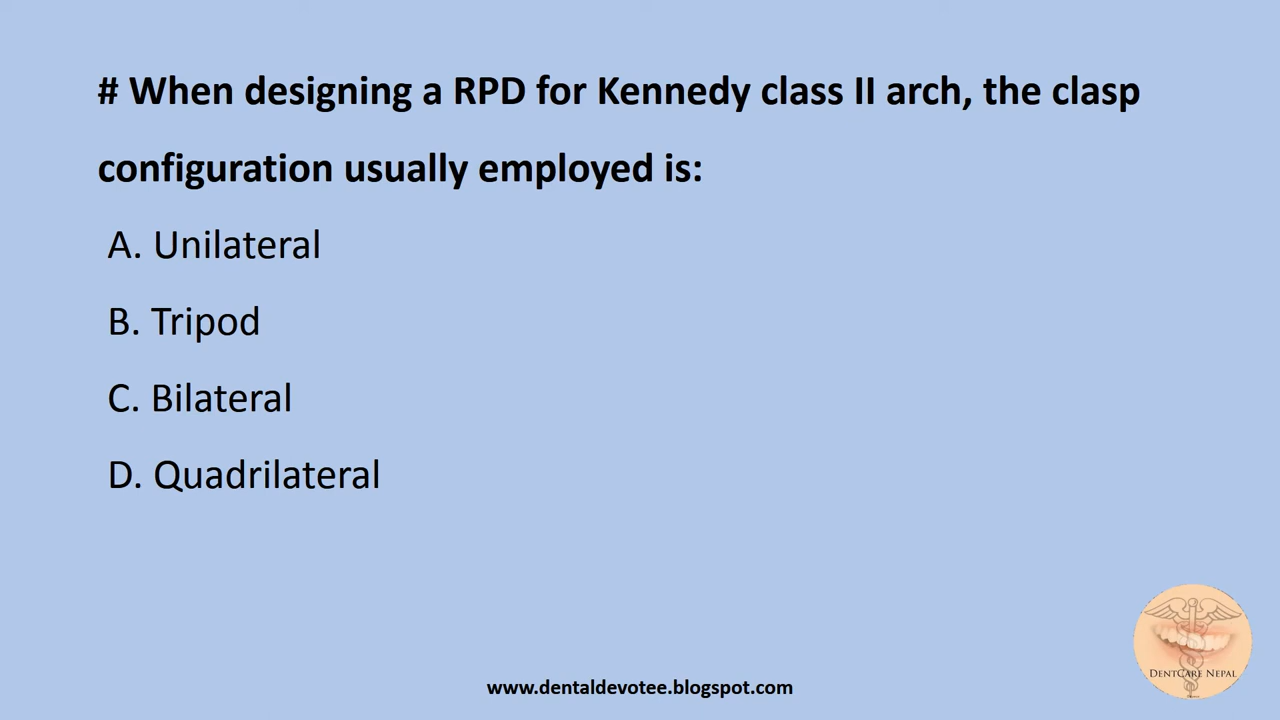 # When designing a RPD for Kennedy class II arch, the clasp
configuration usually employed is:
A. Unilateral
B. Tripod
C. Bilateral
D. Quadrilateral
DENTCARE NEPAL
www.dentaldevotee.blogspot.com